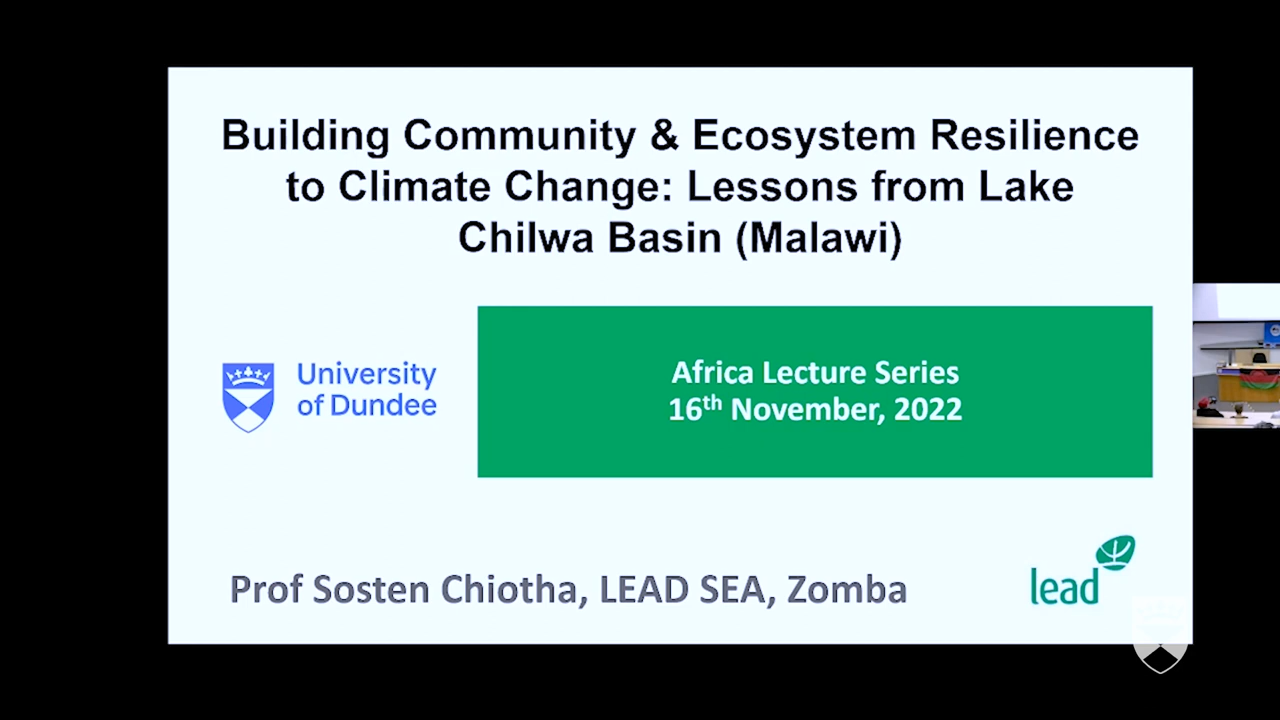 Building Community & Ecosystem Resilience
to Climate Change: Lessons from Lake
Chilwa Basin (Malawi)
University
of Dundee
Africa Lecture Series
16th November, 2022
Prof Sosten Chiotha, LEAD SEA, Zomba
lead